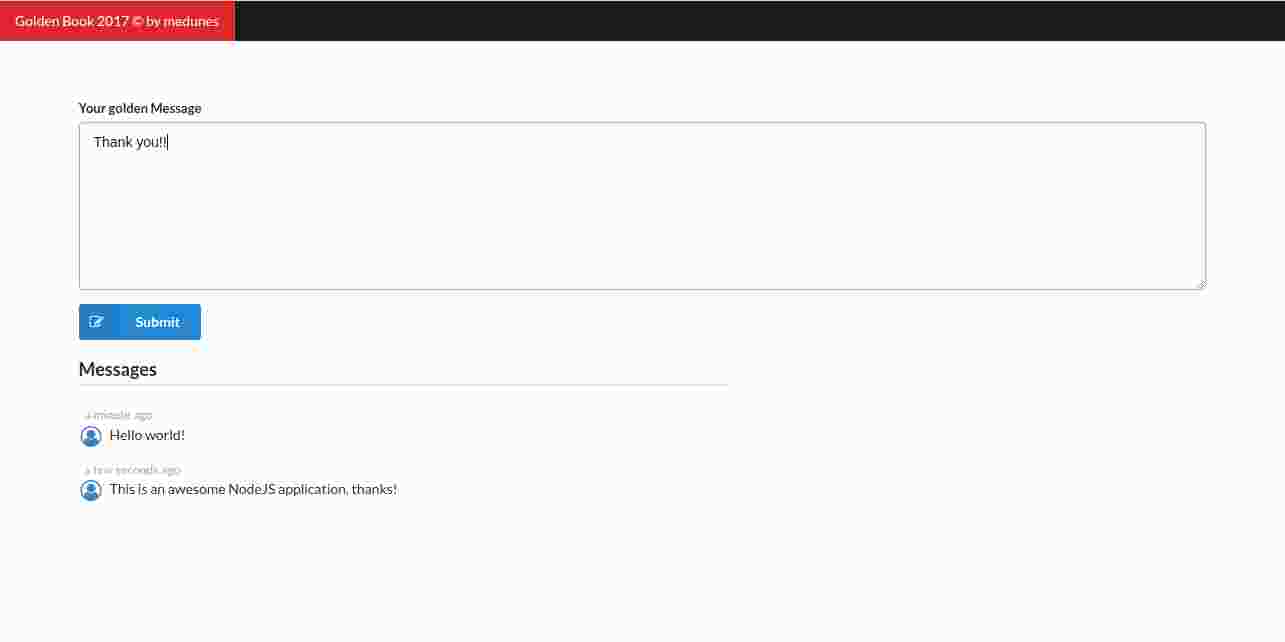 Golden Book 2017 © by medunes
Your golden Message
Thank you!!
Submit
Messages
a minute ago
Hello world!
a few seconds ago
This is an awesome NodeJS application, thanks!